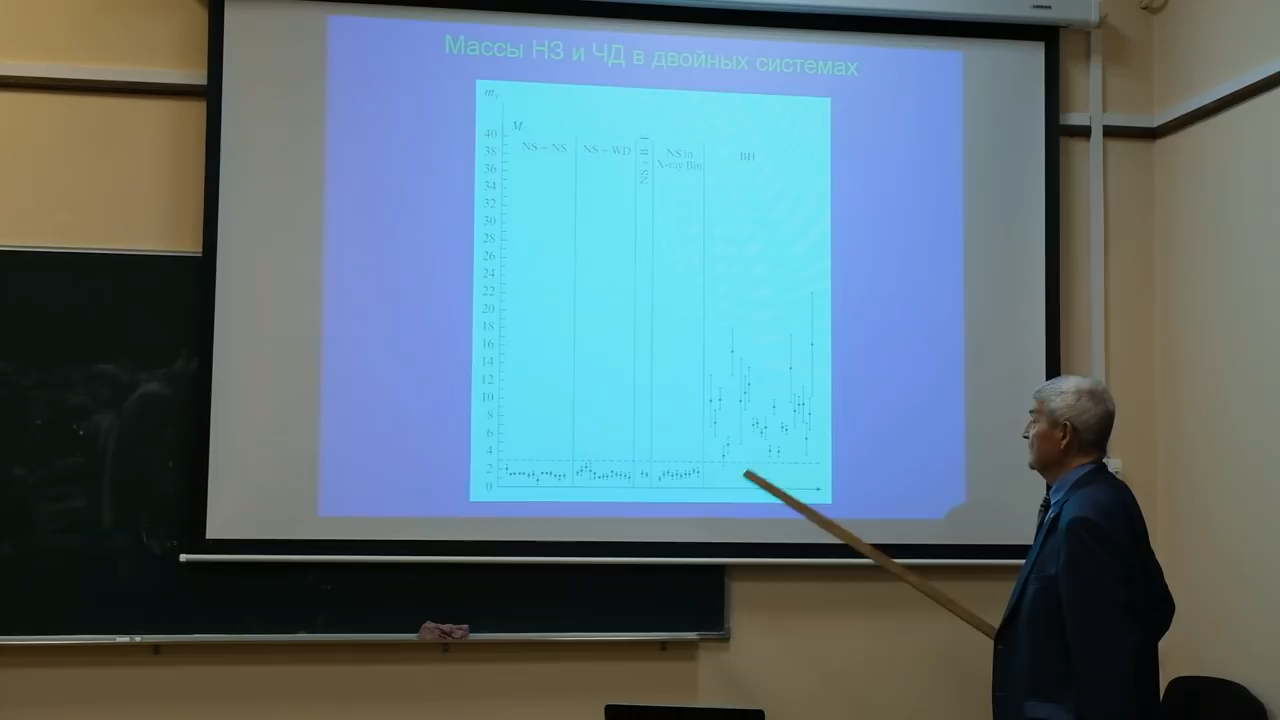 Массы НЗ и ЧД в двойных системах
m
M
40
38
36
34
32
30
28
26
24
22
20
18
16
14
12
10
8
6
4
2
0
NS – NS
NS – WD
NS in
X-ray Bin
BH